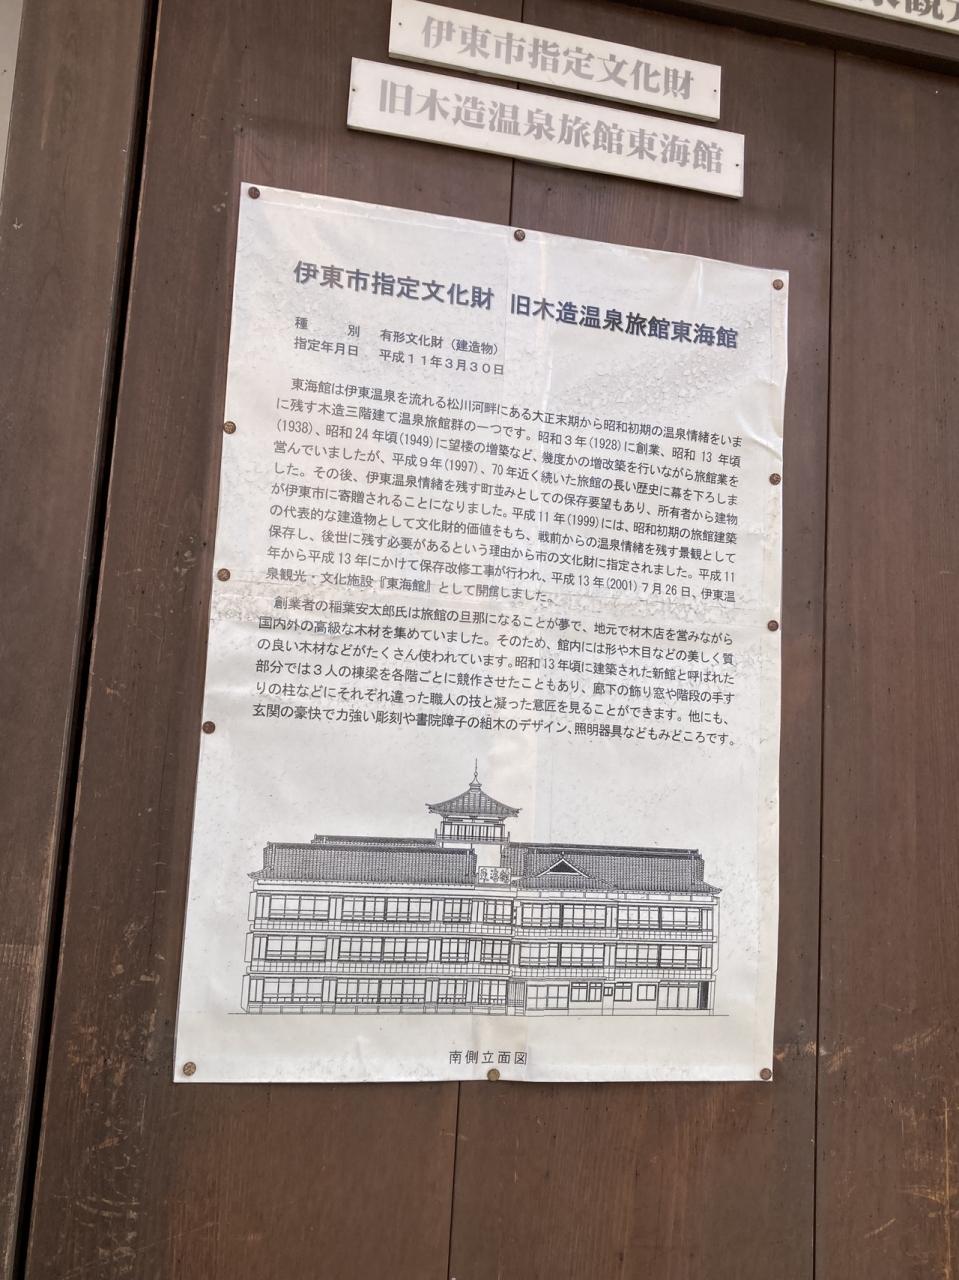 伊東市指定文化財
旧木造温泉旅館東海館
伊東市指定文化財 旧木造温泉旅館東海館
種 別 有形文化財（建造物）
指定年月日 平成11年3月30日
東海館は伊東温泉を流れる松川河畔にある大正末期から昭和初期の温泉情緒をいま
に残す木造三階建て温泉旅館群の一つです。昭和3年(1928)に創業、昭和 13 年頃
(1938)、昭和24年頃(1949)に望楼の増築など、幾度かの増改築を行いながら旅館業を
営んでいましたが、平成9年(1997)、70年近く続いた旅館の長い歴史に幕を下ろしま
した。その後、伊東温泉情緒を残す町並みとしての保存要望もあり、所有者から建物
が伊東市に寄贈されることになりました。平成11年(1999)には、昭和初期の旅館建築
の代表的な建造物として文化財的価値をもち、戦前からの温泉情緒を残す景観として
保存し、後世に残す必要があるという理由から市の文化財に指定されました。平成11
年から平成13年にかけて保存改修工事が行われ、平成13年(2001)7月26日、伊東温
泉観光・文化施設『東海館』として開館しました。
創業者の稲葉安太郎氏は旅館の旦那になることが夢で、地元で材木店を営みながら
国内外の高級な木材を集めていました。そのため、館内には形や木目などの美しく質
の良い木材などがたくさん使われています。昭和13年頃に建築された新館と呼ばれた
部分では3人の棟梁を各階ごとに競作させたこともあり、廊下の飾り窓や階段の手す
りの柱などにそれぞれ違った職人の技と凝った意匠を見ることができます。他にも、
玄関の豪快で力強い彫刻や書院障子の組木のデザイン、照明器具などもみどころです。
東海館
南側立面図